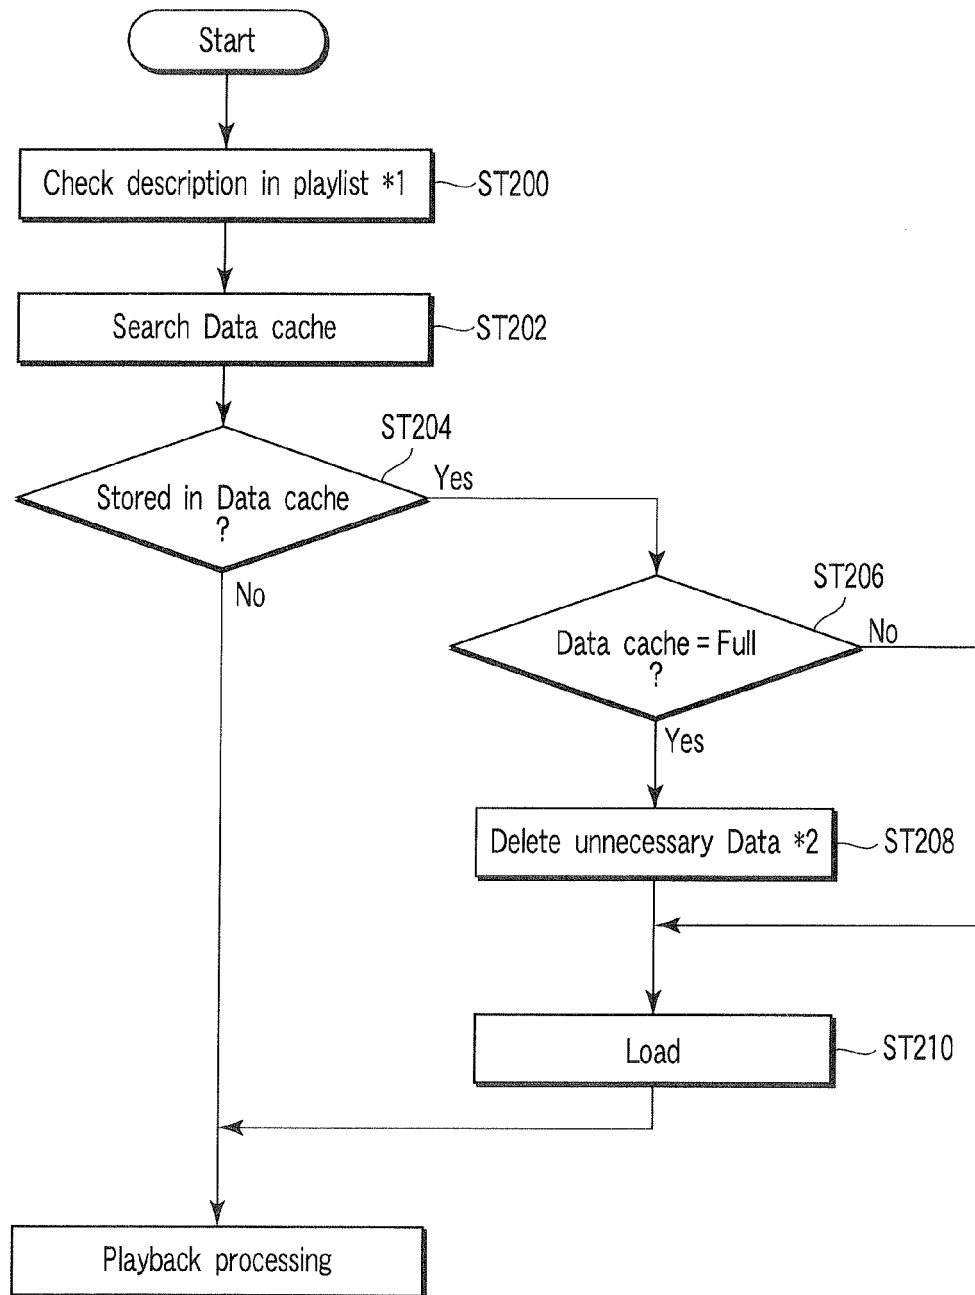 Start
Check description in playlist *1
ST200
Search Data cache
ST202
ST204
Stored in Data cache
?
Yes
No
ST206
Data cache = Full
?
No
Yes
Delete unnecessary Data *2
ST208
Load
ST210
Playback processing